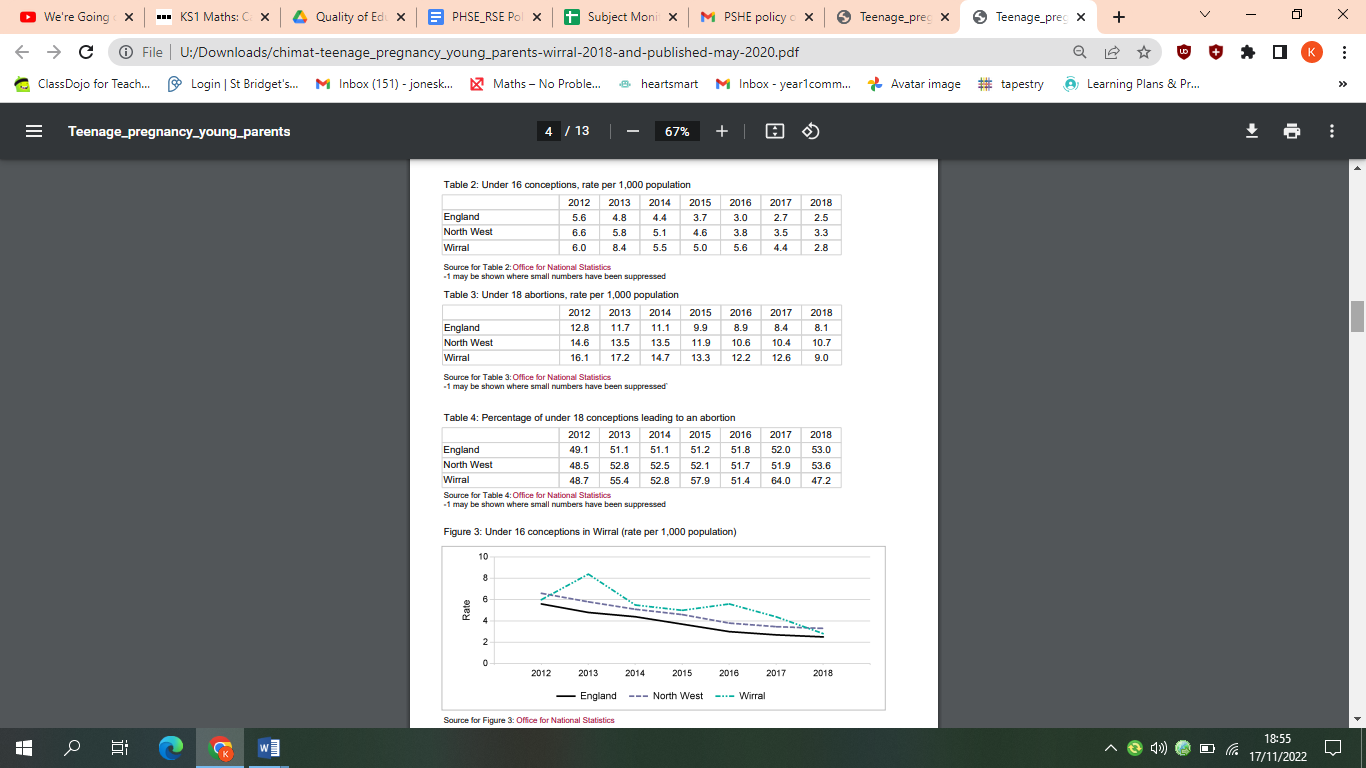 We're Going
KS1 Maths: C
Quality of Edu
PHSE_RSE Pol
Subject Moni
PSHE policy o
Teenage_preg
Teenage_preg
File | U:/Downloads/chimat-teenage_pregnancy_young_parents-wirral-2018-and-published-may-2020.pdf
K
ClassDojo for Teach...
Login | St Bridget's...
Inbox (151) - jonesk...
Maths – No Proble...
heartsmart
Inbox - year1comm...
Avatar image
tapestry
Learning Plans & Pr...
»
Teenage_pregnancy_young_parents
4 / 13
67%
Table 2: Under 16 conceptions, rate per 1,000 population
2012 2013 2014 2015 2016 2017 2018
England 5.6 4.8 4.4 3.7 3.0 2.7 2.5
North West 6.6 5.8 5.1 4.6 3.8 3.5 3.3
Wirral 6.0 8.4 5.5 5.0 5.6 4.4 2.8
Source for Table 2: Office for National Statistics
-1 may be shown where small numbers have been suppressed
Table 3: Under 18 abortions, rate per 1,000 population
2012 2013 2014 2015 2016 2017 2018
England 12.8 11.7 11.1 9.9 8.9 8.4 8.1
North West 14.6 13.5 13.5 11.9 10.6 10.4 10.7
Wirral 16.1 17.2 14.7 13.3 12.2 12.6 9.0
Source for Table 3: Office for National Statistics
-1 may be shown where small numbers have been suppressed`
Table 4: Percentage of under 18 conceptions leading to an abortion
2012 2013 2014 2015 2016 2017 2018
England 49.1 51.1 51.1 51.2 51.8 52.0 53.0
North West 48.5 52.8 52.5 52.1 51.7 51.9 53.6
Wirral 48.7 55.4 52.8 57.9 51.4 64.0 47.2
Source for Table 4: Office for National Statistics
-1 may be shown where small numbers have been suppressed
Figure 3: Under 16 conceptions in Wirral (rate per 1,000 population)
10
8
6
4
2
0
Rate
2012 2013 2014 2015 2016 2017 2018
England North West Wirral
Source for Figure 3: Office for National Statistics
K
W
18:55
17/11/2022